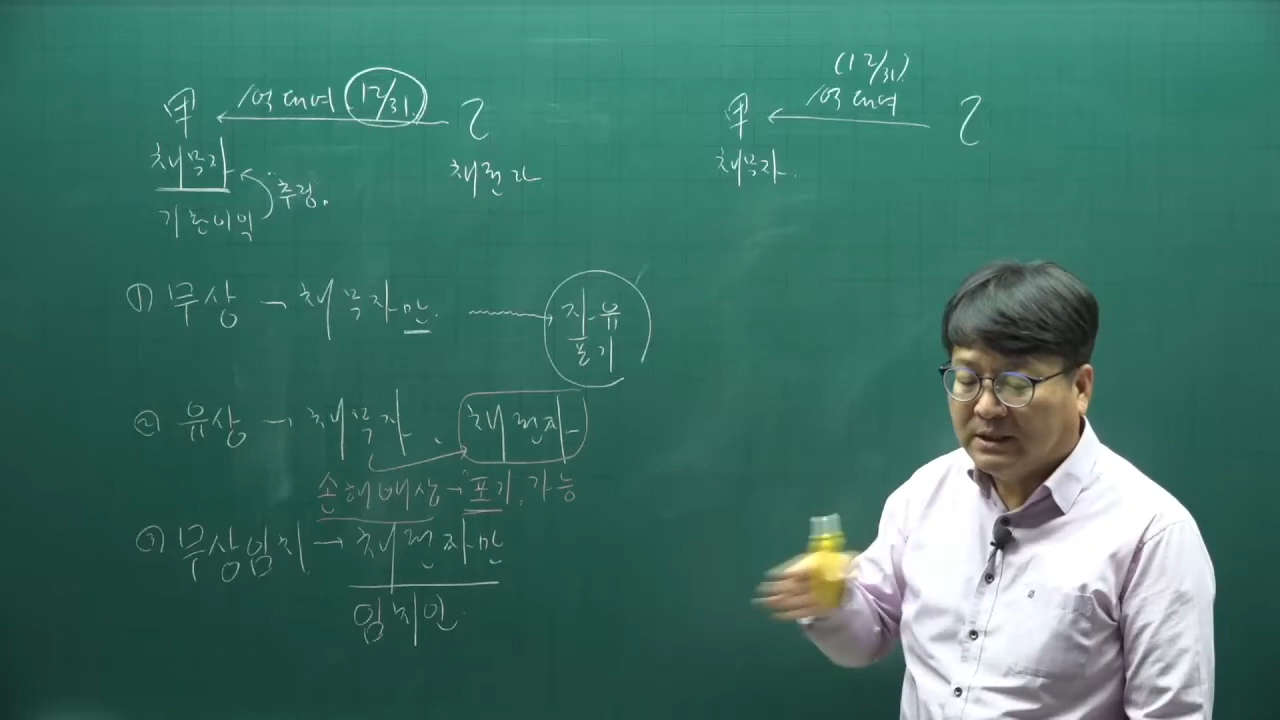 甲 1억 대여 12/31 乙
채무자 채권자
추정.
기한이익
① 무상 → 채무자만. 자유
포기
② 유상 → 채무자, 채권자
손해배상 → 포기, 가능
③ 무상임치 → 채권자만
임치인.
(12/31)
甲 1억 대여 乙
채무자.